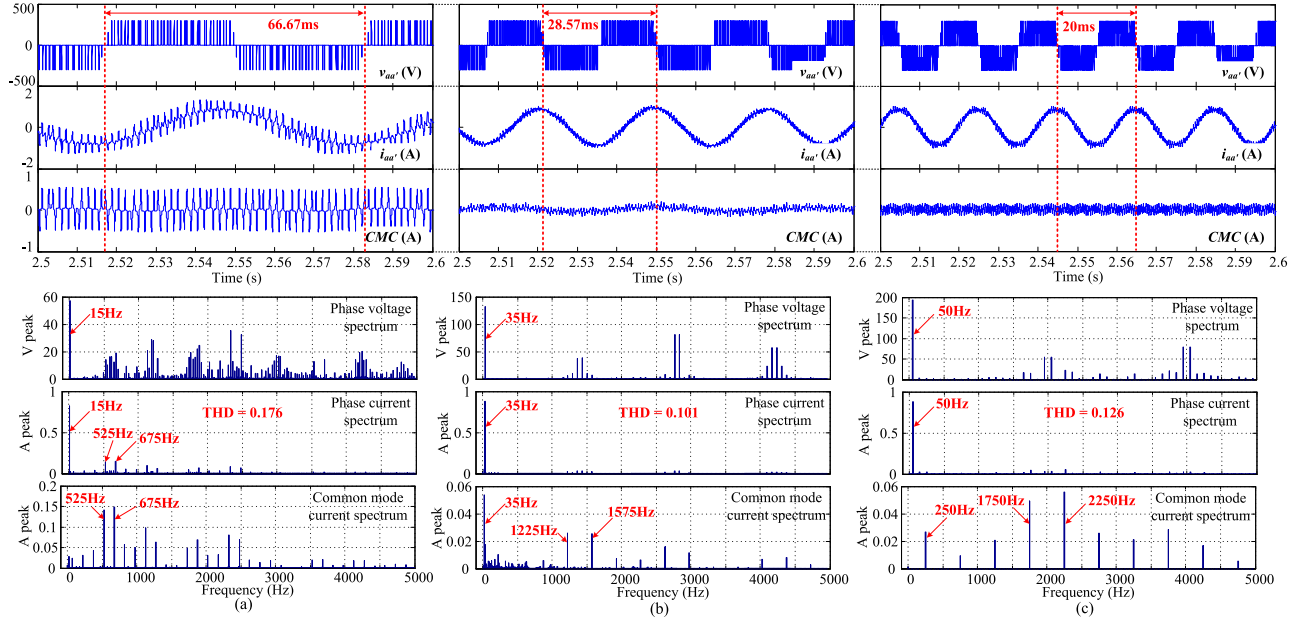 500
0
-500
66.67ms
vaa' (V)
28.57ms
vaa' (V)
20ms
vaa' (V)
2
0
2
iaa' (A)
iaa' (A)
iaa' (A)
1
0
-1
CMC (A)
CMC (A)
CMC (A)
2.5 2.51 2.52 2.53 2.54 2.55 2.56 2.57 2.58 2.59 2.6
2.5 2.51 2.52 2.53 2.54 2.55 2.56 2.57 2.58 2.59
2.5 2.51 2.52 2.53 2.54 2.55 2.56 2.57 2.58 2.59 2.6
Time (s)
Time (s)
Time (s)
V peak
60
40
20
0
15Hz
Phase voltage
spectrum
A peak
1
0.5
0
15Hz
525Hz
675Hz
THD = 0.176
Phase current
spectrum
A peak
0.2
0.15
0.1
0.05
0
525Hz
675Hz
Common mode
current spectrum
0 1000 2000 3000 4000 5000
Frequency (Hz)
(a)
V peak
150
100
50
0
35Hz
Phase voltage
spectrum
A peak
1
0.5
0
35Hz
THD = 0.101
Phase current
spectrum
A peak
0.06
0.04
0.02
0
35Hz
1225Hz
1575Hz
Common mode
current spectrum
0 1000 2000 3000 4000 5000
Frequency (Hz)
(b)
V peak
200
150
100
50
0
50Hz
Phase voltage
spectrum
A peak
1
0.5
0
50Hz
THD = 0.126
Phase current
spectrum
A peak
0.06
0.04
0.02
0
250Hz
1750Hz
2250Hz
Common mode
current spectrum
0 1000 2000 3000 4000 5000
Frequency (Hz)
(c)